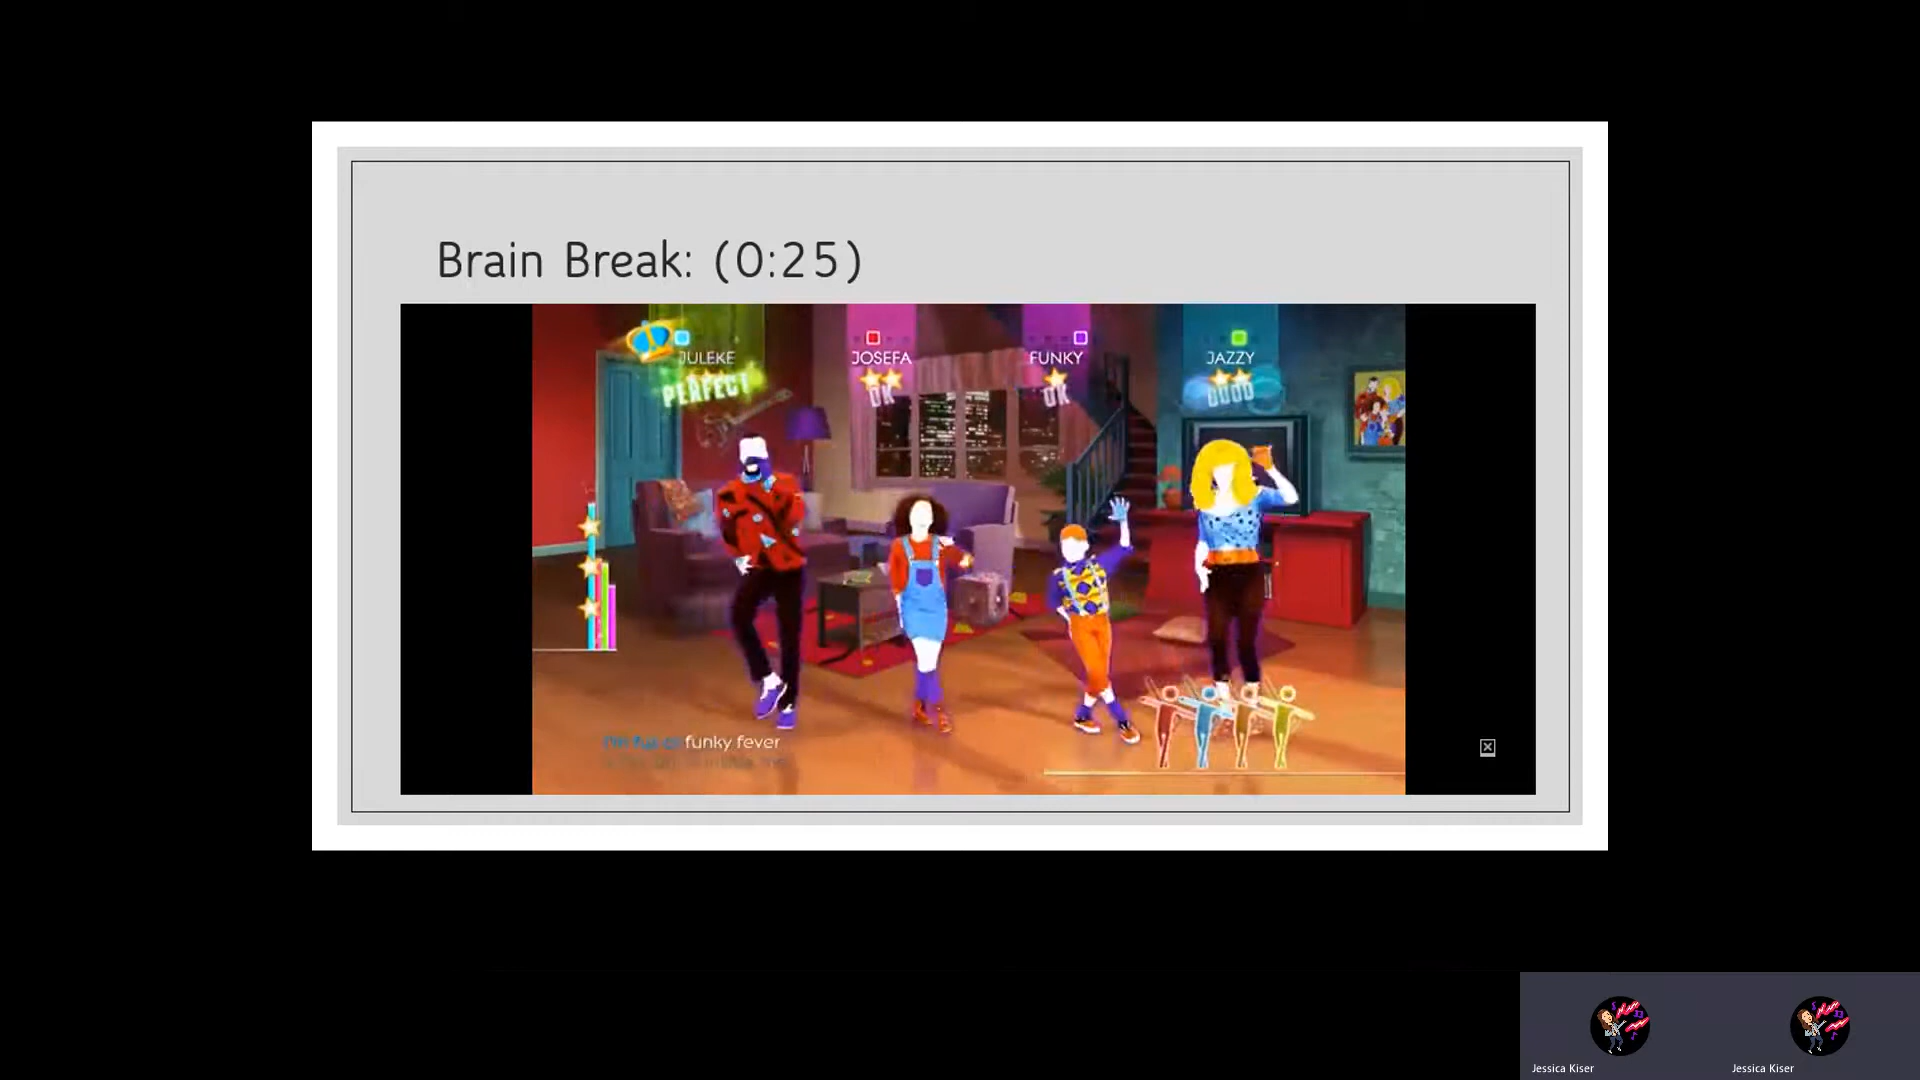 Brain Break: (0:25)
JULEKE
JOSEFA
FUNKY
JAZZY
PERFECT
OK
OK
GOOD
funky fever
Jessica Kiser
Jessica Kiser